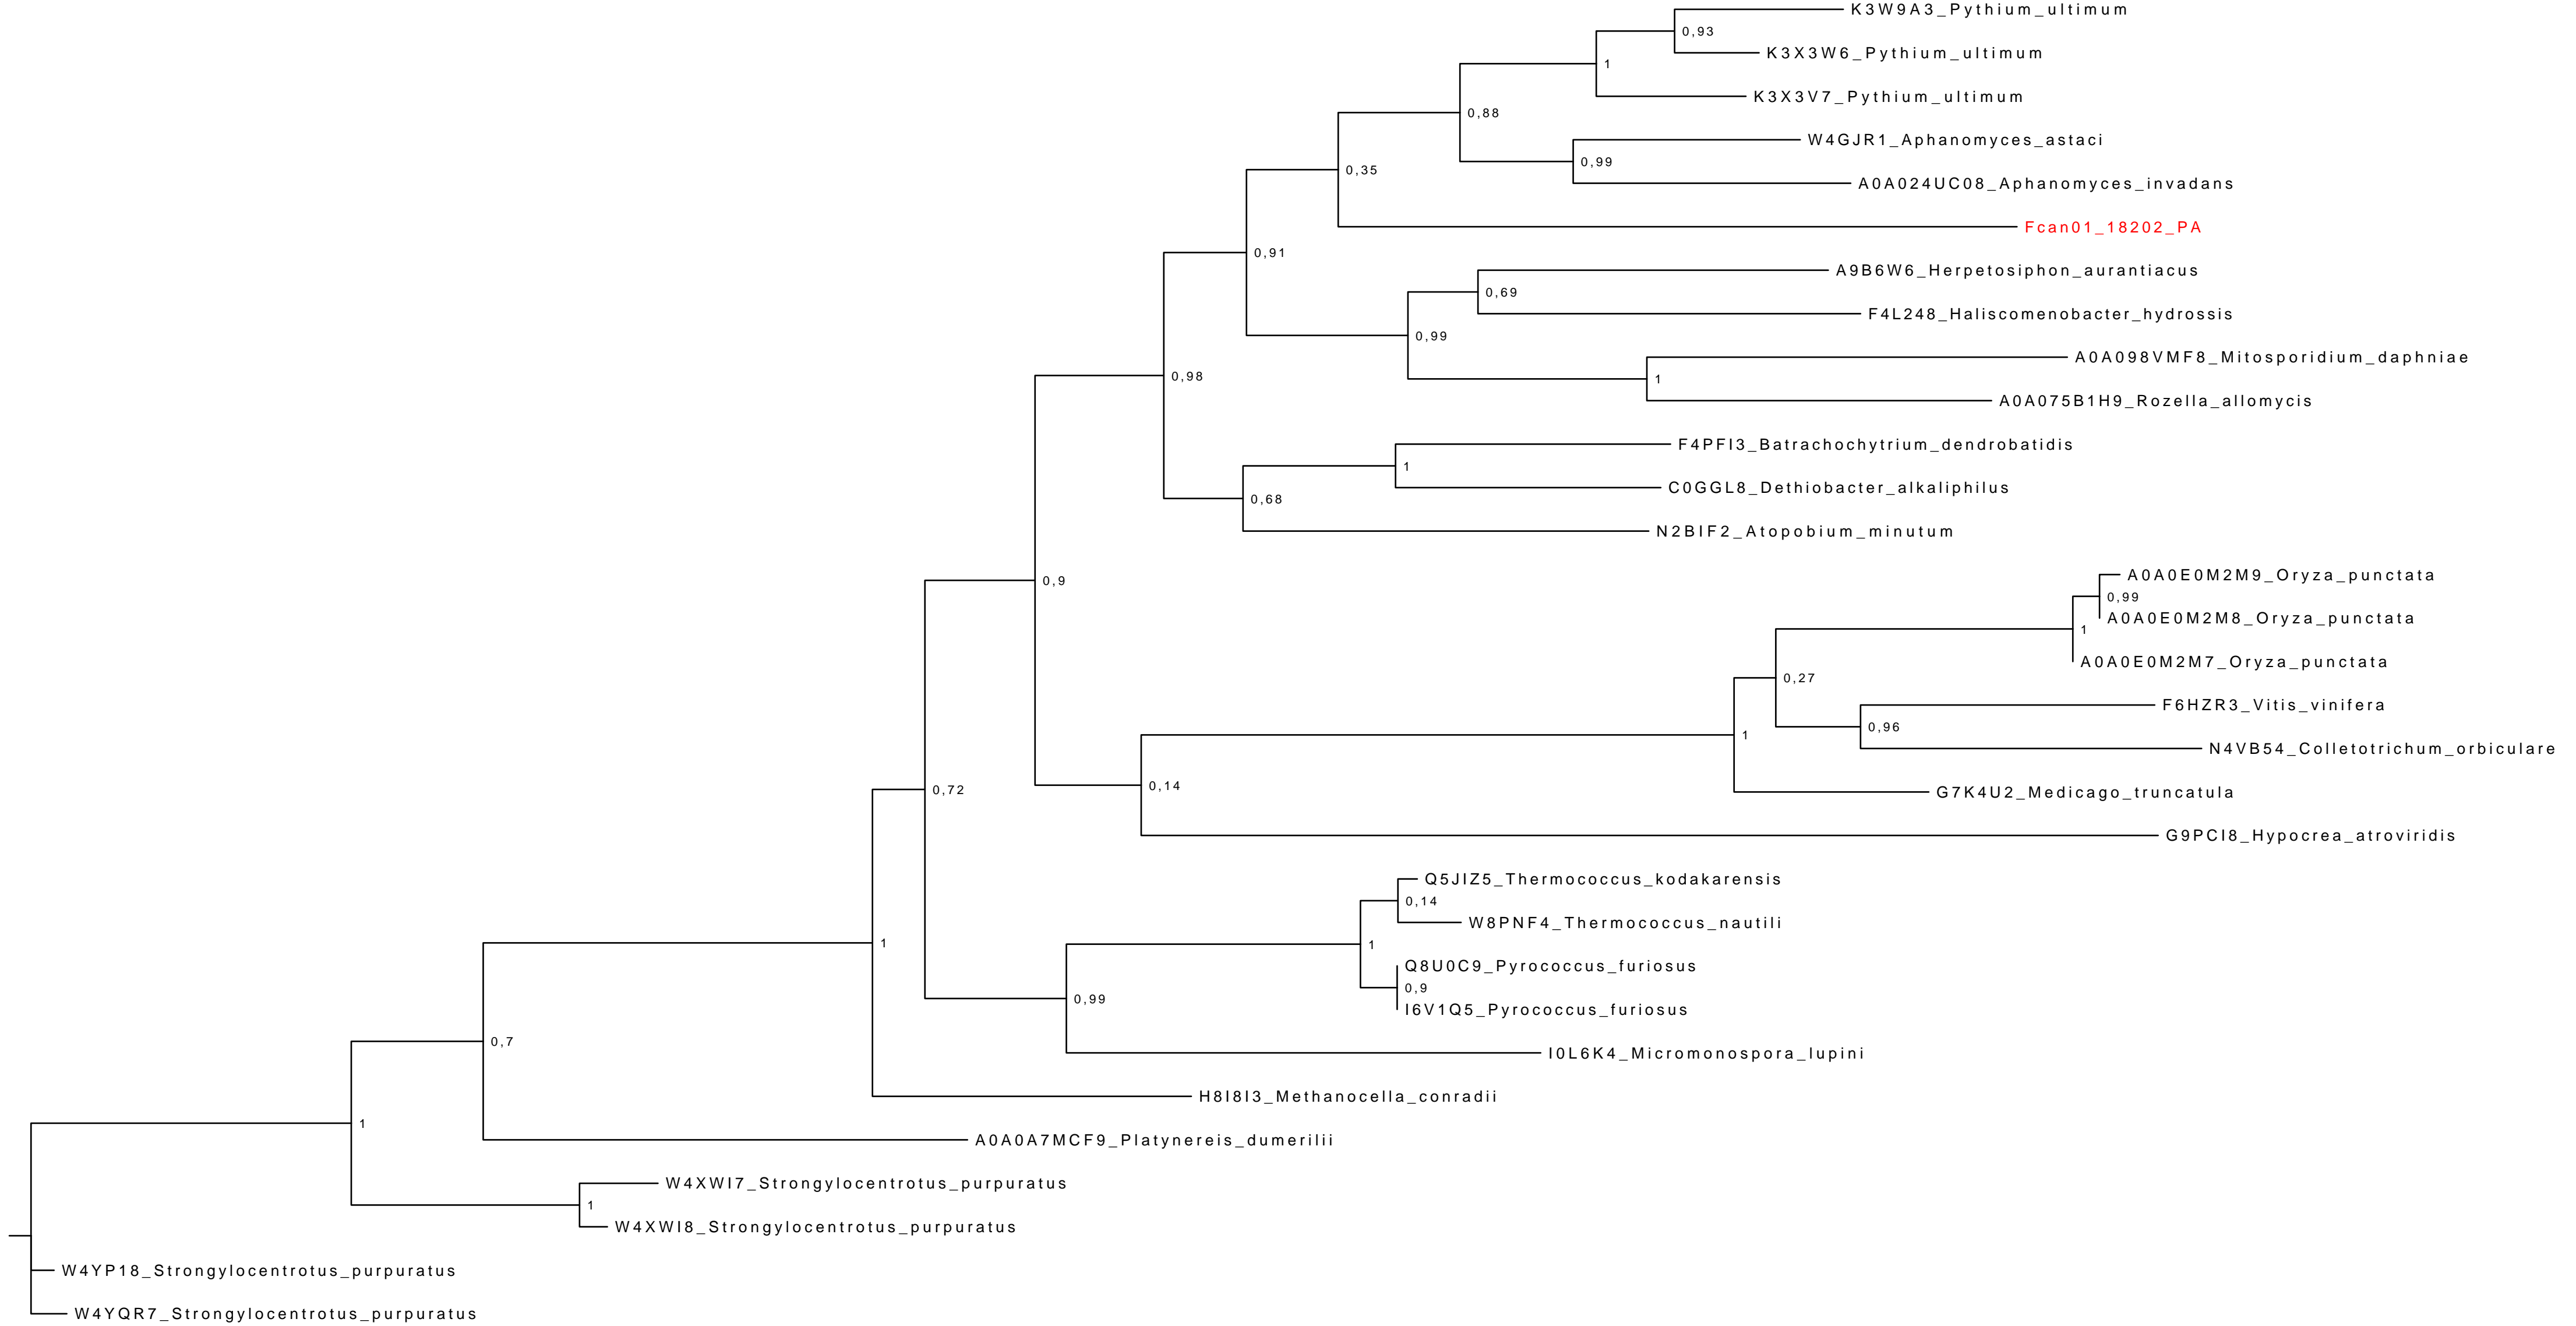 K3W9A3_Pythium_ultimum
0,93
K3X3W6_Pythium_ultimum
1
K3X3V7_Pythium_ultimum
0,88
W4GJR1_Aphanomyces_astaci
0,99
A0A024UC08_Aphanomyces_invadans
0,35
Fcan01_18202_PA
0,91
A9B6W6_Herpetosiphon_aurantiacus
0,69
F4L248_Haliscomenobacter_hydrossis
0,99
A0A098VMF8_Mitosporidium_daphniae
0,98
1
A0A075B1H9_Rozella_allomycis
F4PFI3_Batrachochytrium_dendrobatidis
1
C0GGL8_Dethiobacter_alkaliphilus
0,68
N2BIF2_Atopobium_minutum
A0A0E0M2M9_Oryza_punctata
0,9
0,99
A0A0E0M2M8_Oryza_punctata
1
A0A0E0M2M7_Oryza_punctata
0,27
F6HZR3_Vitis_vinifera
0,96
1
N4VB54_Colletotrichum_orbiculare
0,14
0,72
G7K4U2_Medicago_truncatula
G9PCI8_Hypocrea_atroviridis
Q5JIZ5_Thermococcus_kodakarensis
0,14
W8PNF4_Thermococcus_nautili
1
1
Q8U0C9_Pyrococcus_furiosus
0,9
0,99
I6V1Q5_Pyrococcus_furiosus
0,7
I0L6K4_Micromonospora_lupini
H8I8I3_Methanocella_conradii
1
A0A0A7MCF9_Platynereis_dumerilii
W4XWI7_Strongylocentrotus_purpuratus
1
W4XWI8_Strongylocentrotus_purpuratus
W4YP18_Strongylocentrotus_purpuratus
W4YQR7_Strongylocentrotus_purpuratus